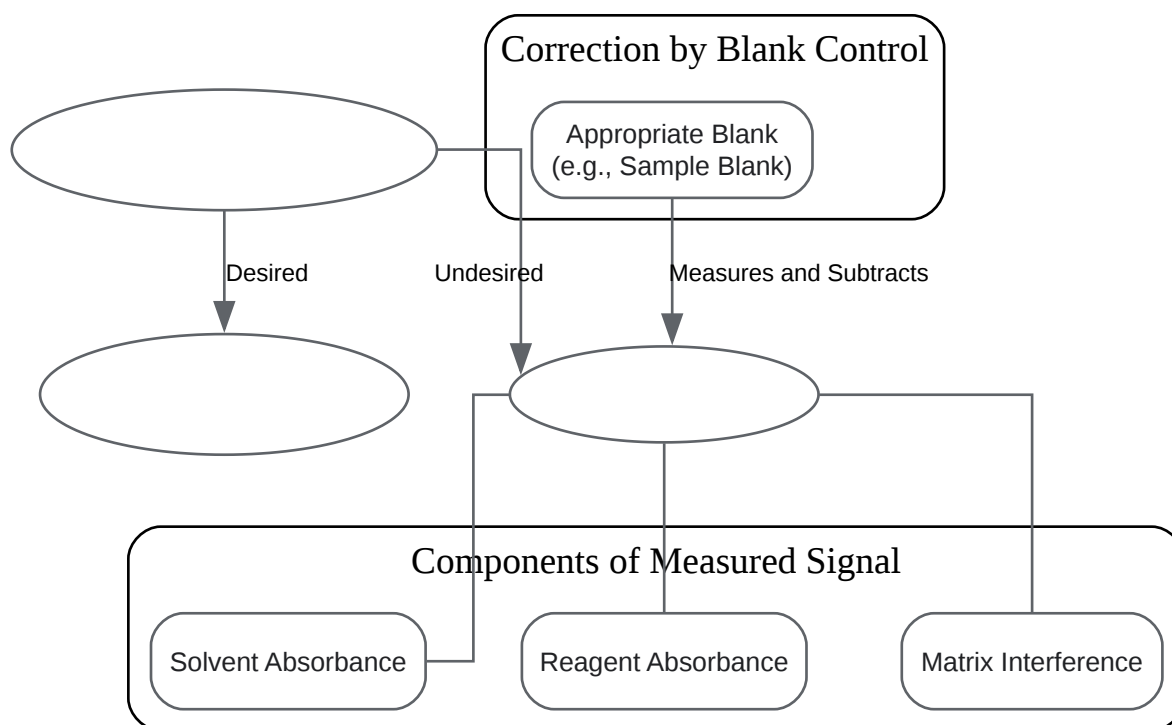 Correction by Blank Control
Appropriate Blank
(e.g., Sample Blank)
Desired
Undesired
Measures and Subtracts
Components of Measured Signal
Solvent Absorbance
Reagent Absorbance
Matrix Interference